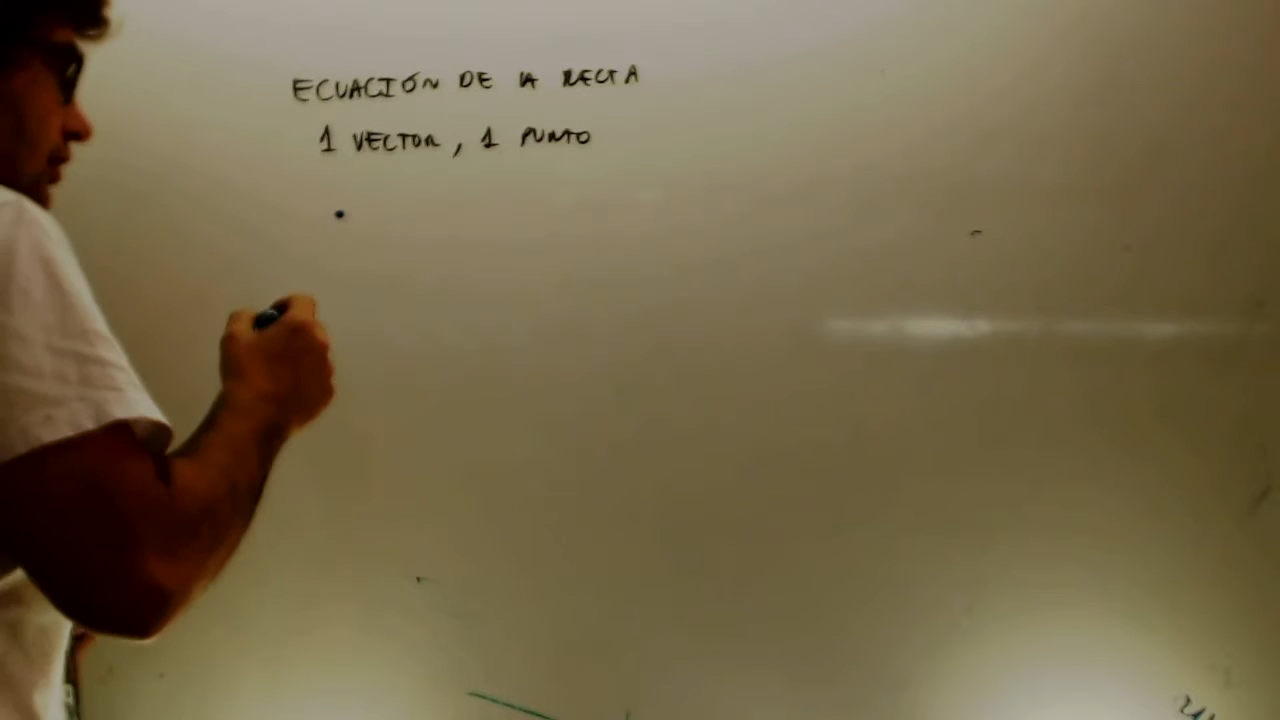 ECUACIÓN DE LA RECTA
1 VECTOR, 1 PUNTO